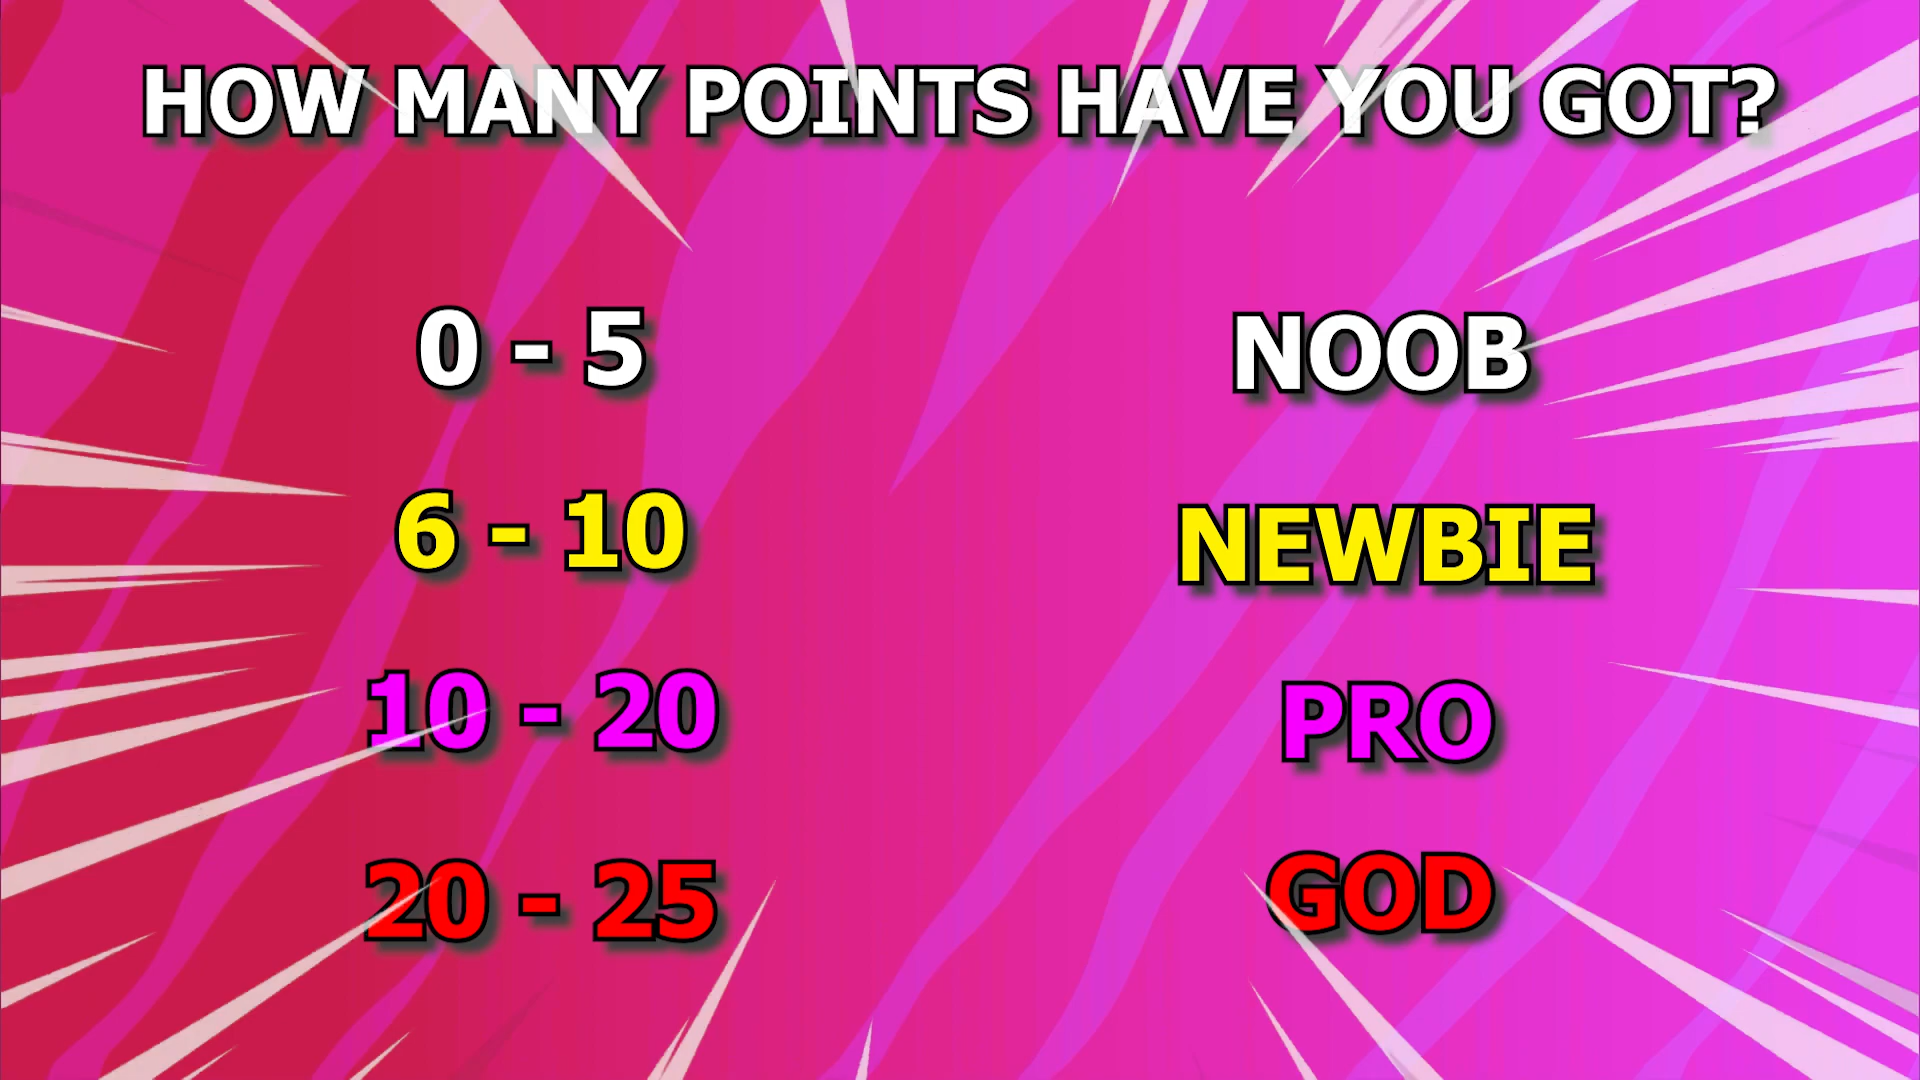 HOW MANY POINTS HAVE YOU GOT?
0 - 5 NOOB
6 - 10 NEWBIE
10 - 20 PRO
20 - 25 GOD